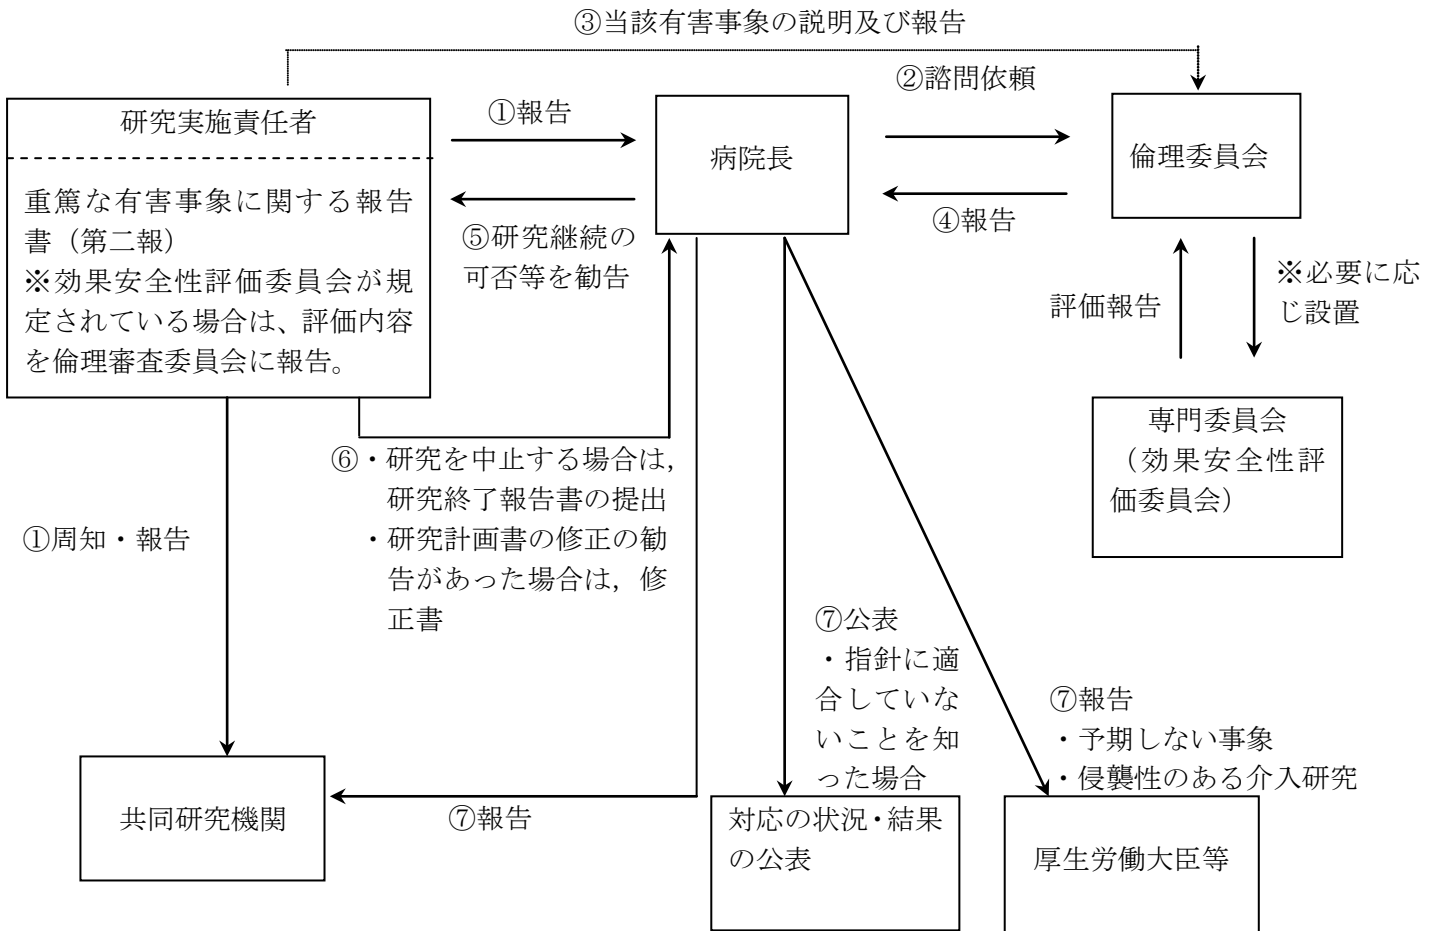 ③当該有害事象の説明及び報告
②諮問依頼
研究実施責任者
①報告
病院長
倫理委員会
重篤な有害事象に関する報告
書（第二報）
※効果安全性評価委員会が規
定されている場合は、評価内容
を倫理審査委員会に報告。
④報告
⑤研究継続の
可否等を勧告
評価報告
※必要に応
じ設置
専門委員会
（効果安全性評
価委員会）
⑥・研究を中止する場合は，
研究終了報告書の提出
・研究計画書の修正の勧
告があった場合は，修
正書
①周知・報告
⑦公表
・指針に適
合していな
いことを知
った場合
⑦報告
・予期しない事象
・侵襲性のある介入研究
共同研究機関
⑦報告
対応の状況・結果
の公表
厚生労働大臣等